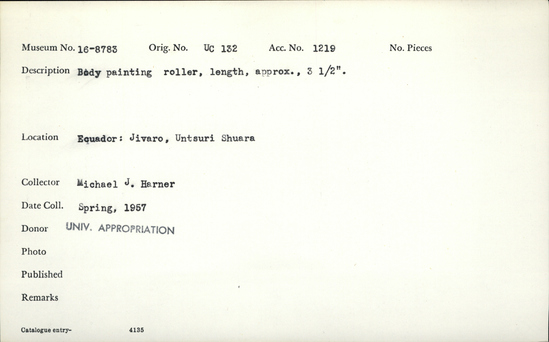 Museum No. 16-8783 Orig. No. UC 132 Acc. No. 1219 No. Pieces
Description Body painting roller, length, approx., 3 1/2".
Location Equador: Jivaro, Untsuri Shuara
Collector Michael J. Harner
Date Coll. Spring, 1957
Donor UNIV. APPROPRIATION
Photo
Published
Remarks
Catalogue entry- 4135